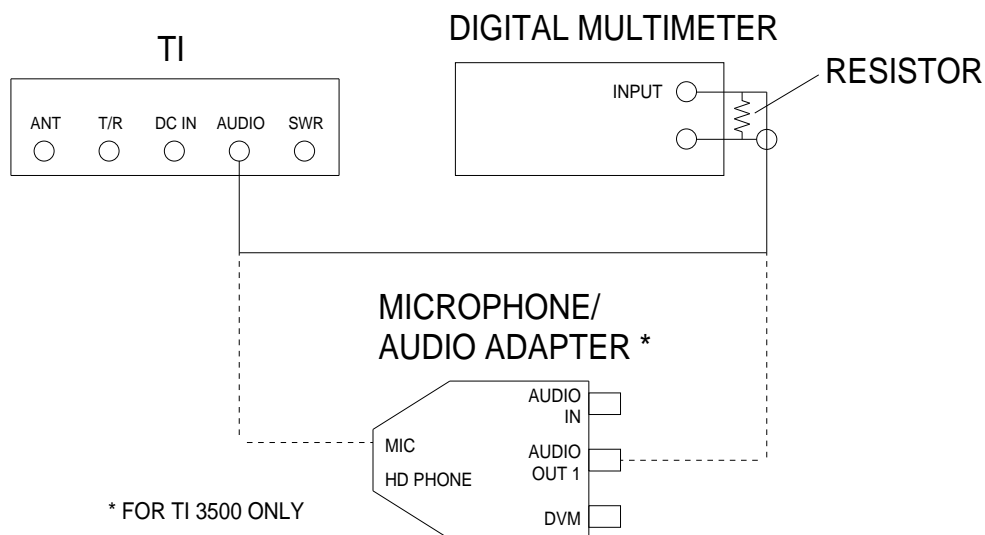 DIGITAL MULTIMETER
TI
RESISTOR
INPUT
ANT T/R DC IN AUDIO SWR
MICROPHONE/
AUDIO ADAPTER *
AUDIO
IN
MIC
AUDIO
OUT 1
HD PHONE
* FOR TI 3500 ONLY
DVM